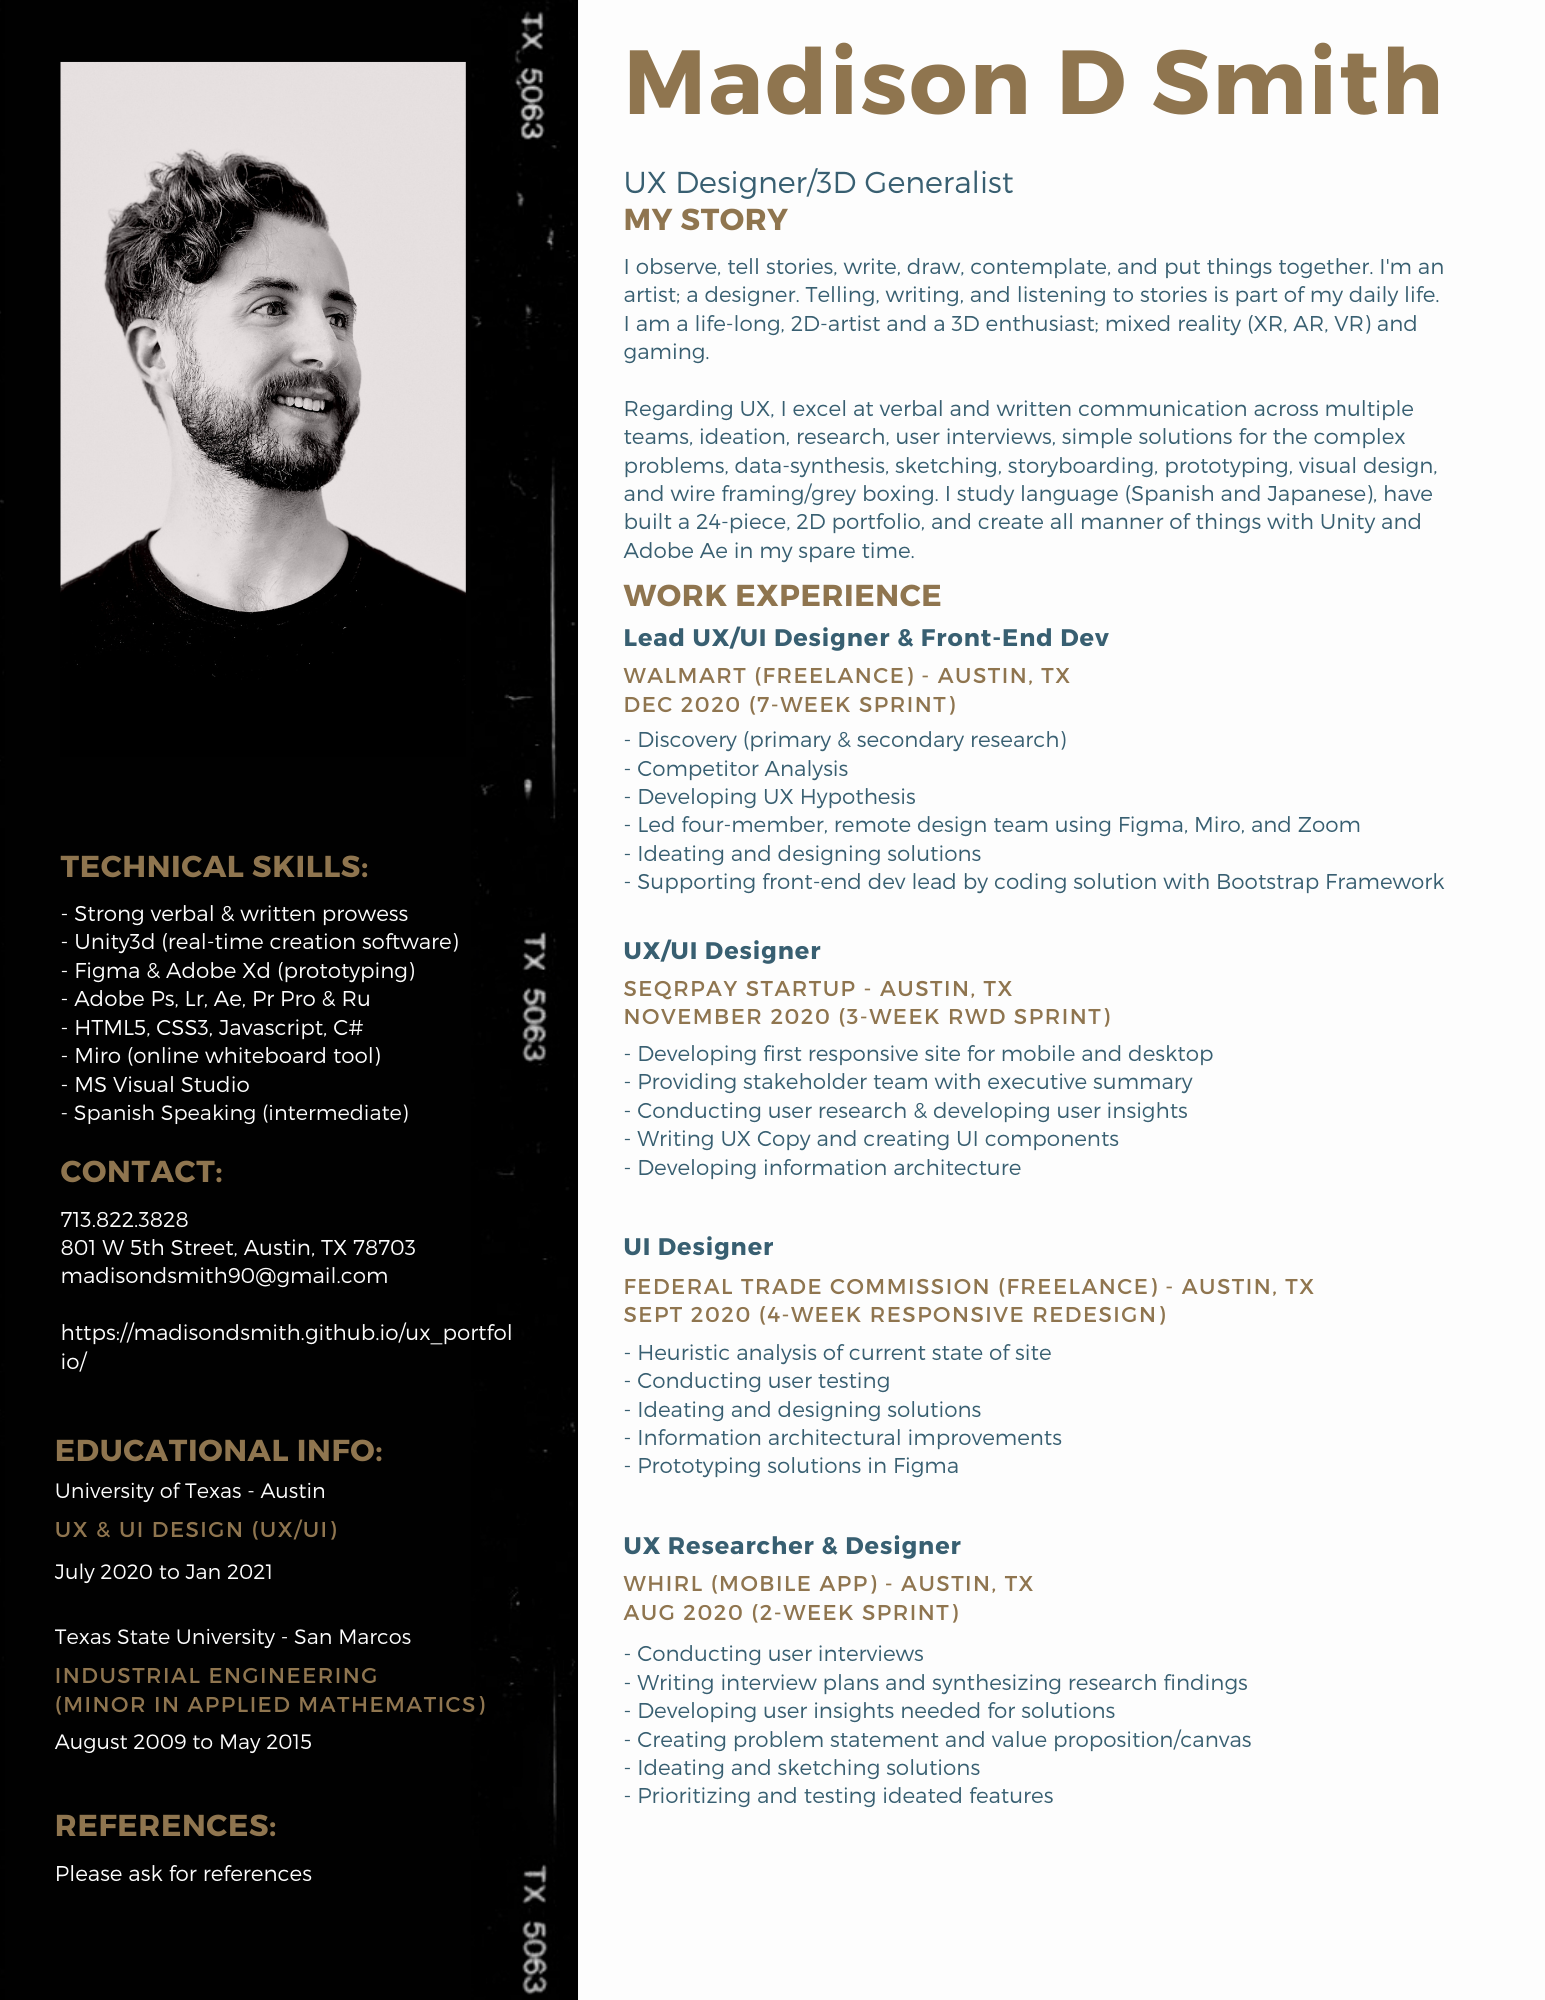 TX 5063
TECHNICAL SKILLS:
- Strong verbal & written prowess
- Unity3d (real-time creation software)
- Figma & Adobe Xd (prototyping)
- Adobe Ps, Lr, Ae, Pr Pro & Ru
- HTML5, CSS3, Javascript, C#
- Miro (online whiteboard tool)
- MS Visual Studio
- Spanish Speaking (intermediate)
TX 5063
CONTACT:
713.822.3828
801 W 5th Street, Austin, TX 78703
madisondsmith90@gmail.com
https://madisondsmith.github.io/ux_portfol
io/
EDUCATIONAL INFO:
University of Texas - Austin
UX & UI DESIGN (UX/UI)
July 2020 to Jan 2021
Texas State University - San Marcos
INDUSTRIAL ENGINEERING
(MINOR IN APPLIED MATHEMATICS)
August 2009 to May 2015
REFERENCES:
Please ask for references
TX 5063
Madison D Smith
UX Designer/3D Generalist
MY STORY
I observe, tell stories, write, draw, contemplate, and put things together. I'm an
artist; a designer. Telling, writing, and listening to stories is part of my daily life.
I am a life-long, 2D-artist and a 3D enthusiast; mixed reality (XR, AR, VR) and
gaming.
Regarding UX, I excel at verbal and written communication across multiple
teams, ideation, research, user interviews, simple solutions for the complex
problems, data-synthesis, sketching, storyboarding, prototyping, visual design,
and wire framing/grey boxing. I study language (Spanish and Japanese), have
built a 24-piece, 2D portfolio, and create all manner of things with Unity and
Adobe Ae in my spare time.
WORK EXPERIENCE
Lead UX/UI Designer & Front-End Dev
WALMART (FREELANCE) - AUSTIN, TX
DEC 2020 (7-WEEK SPRINT)
- Discovery (primary & secondary research)
- Competitor Analysis
- Developing UX Hypothesis
- Led four-member, remote design team using Figma, Miro, and Zoom
- Ideating and designing solutions
- Supporting front-end dev lead by coding solution with Bootstrap Framework
UX/UI Designer
SEQRPAY STARTUP - AUSTIN, TX
NOVEMBER 2020 (3-WEEK RWD SPRINT)
- Developing first responsive site for mobile and desktop
- Providing stakeholder team with executive summary
- Conducting user research & developing user insights
- Writing UX Copy and creating UI components
- Developing information architecture
UI Designer
FEDERAL TRADE COMMISSION (FREELANCE) - AUSTIN, TX
SEPT 2020 (4-WEEK RESPONSIVE REDESIGN)
- Heuristic analysis of current state of site
- Conducting user testing
- Ideating and designing solutions
- Information architectural improvements
- Prototyping solutions in Figma
UX Researcher & Designer
WHIRL (MOBILE APP) - AUSTIN, TX
AUG 2020 (2-WEEK SPRINT)
- Conducting user interviews
- Writing interview plans and synthesizing research findings
- Developing user insights needed for solutions
- Creating problem statement and value proposition/canvas
- Ideating and sketching solutions
- Prioritizing and testing ideated features